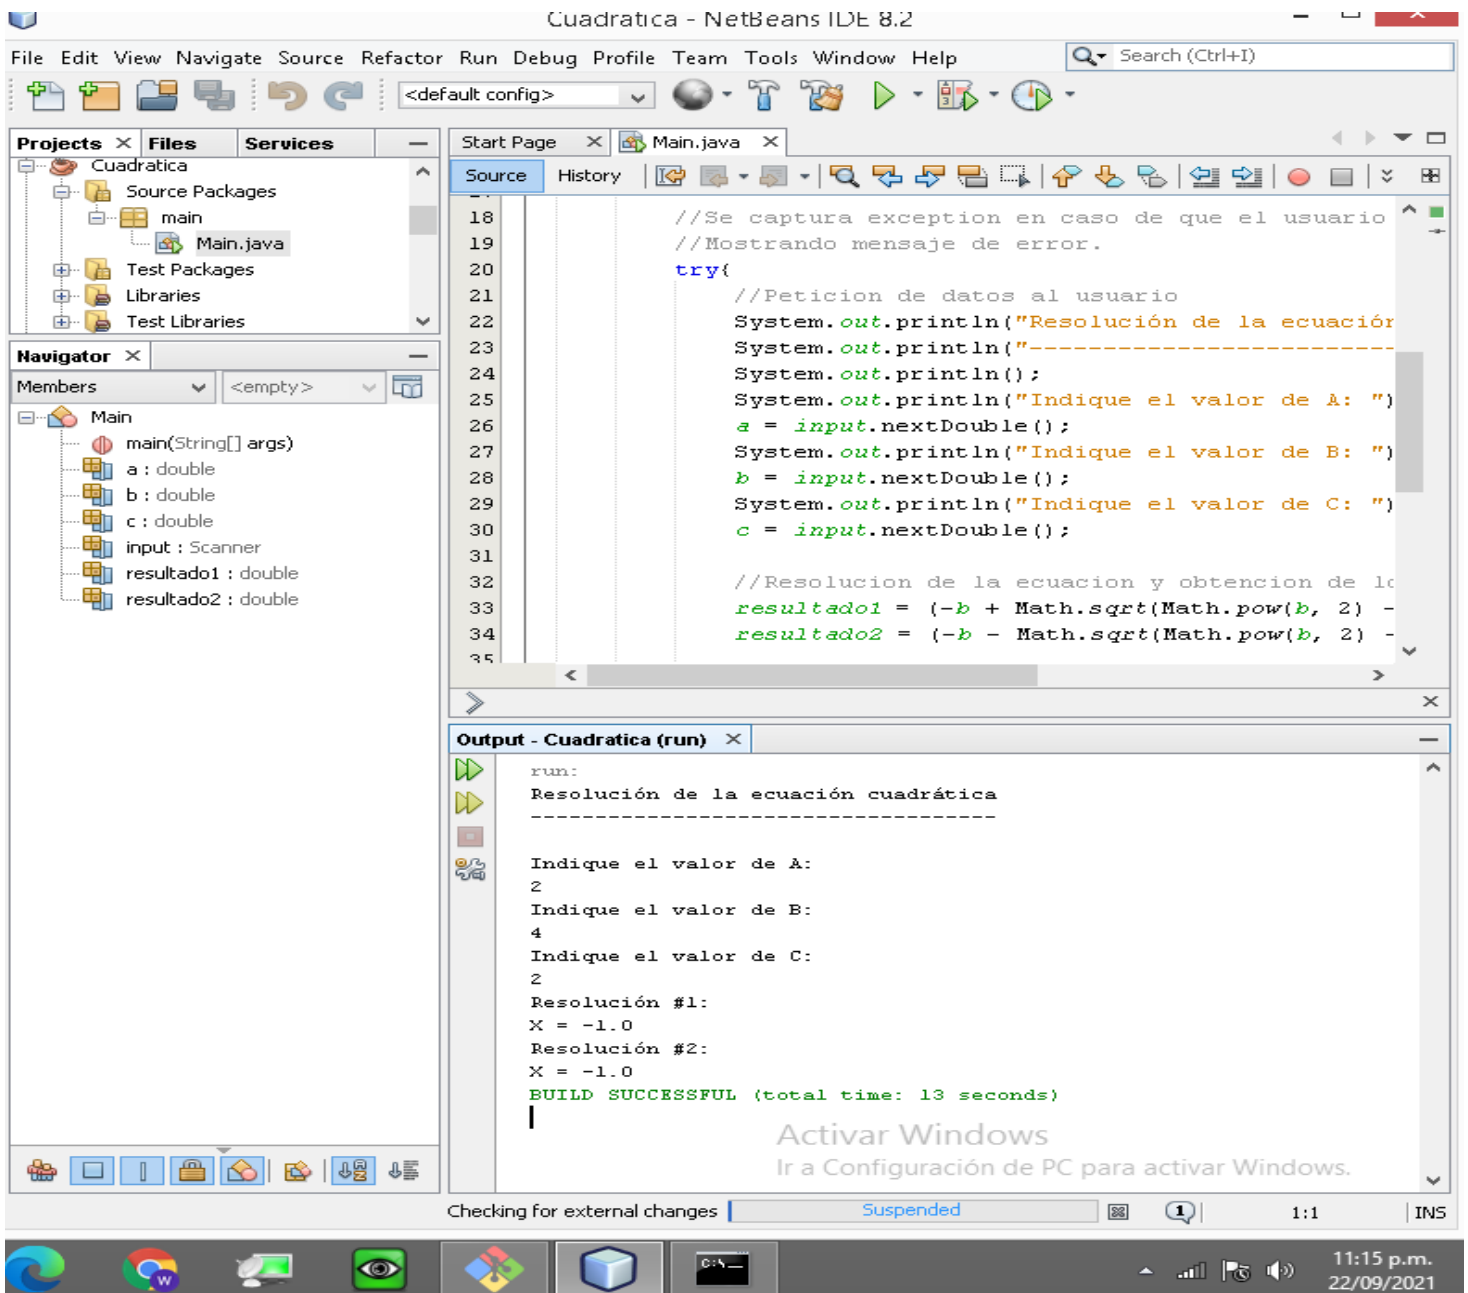 Cuadratica - NetBeans IDE 8.2
File Edit View Navigate Source Refactor Run Debug Profile Team Tools Window Help
Search (Ctrl+I)
<default config>
Projects Files Services
Cuadratica
Source Packages
main
Main.java
Test Packages
Libraries
Test Libraries
Navigator
Members
<empty>
Main
main(String[] args)
a : double
b : double
c : double
input : Scanner
resultado1 : double
resultado2 : double
Start Page Main.java
Source History
18 //Se captura exception en caso de que el usuario
19 //Mostrando mensaje de error.
20 try{
21 //Peticion de datos al usuario
22 System.out.println("Resolución de la ecuación
23 System.out.println("--------------------------
24 System.out.println();
25 System.out.println("Indique el valor de A: ")
26 a = input.nextDouble();
27 System.out.println("Indique el valor de B: ")
28 b = input.nextDouble();
29 System.out.println("Indique el valor de C: ")
30 c = input.nextDouble();
31
32 //Resolucion de la ecuacion y obtencion de lo
33 resultado1 = (-b + Math.sqrt(Math.pow(b, 2) -
34 resultado2 = (-b - Math.sqrt(Math.pow(b, 2) -
35
Output - Cuadratica (run)
run:
Resolución de la ecuación cuadrática
------------------------------------
Indique el valor de A:
2
Indique el valor de B:
4
Indique el valor de C:
2
Resolución #1:
X = -1.0
Resolución #2:
X = -1.0
BUILD SUCCESSFUL (total time: 13 seconds)
Activar Windows
Ir a Configuración de PC para activar Windows.
Checking for external changes
Suspended
1
1:1
INS
W
C:\
11:15 p.m.
22/09/2021